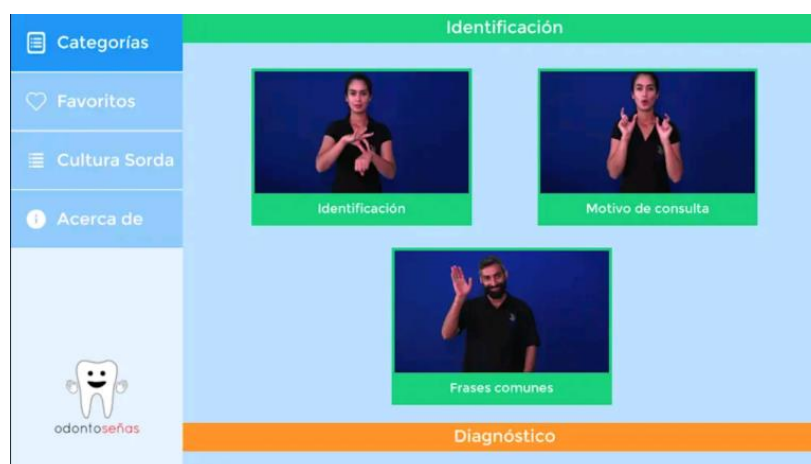 Categorías
Favoritos
Cultura Sorda
Acerca de
odontoseñas
Identificación
Identificación
Motivo de consulta
Frases comunes
Diagnóstico